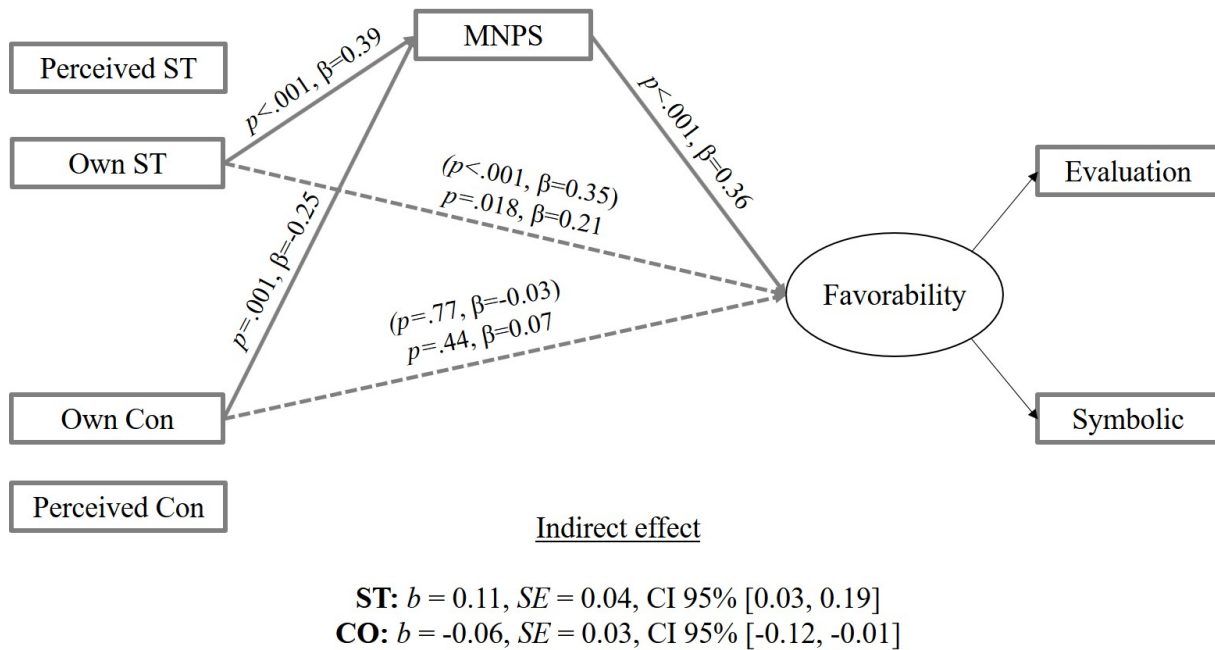 MNPS
Perceived ST
p<.001, β=0.39
Own ST
p<.001, β=0.36
(p<.001, β=0.35)
p=.018, β=0.21
Evaluation
p=.001, β=-0.25
Favorability
(p=.77, β=-0.03)
p=.44, β=0.07
Own Con
Symbolic
Perceived Con
Indirect effect
ST: b = 0.11, SE = 0.04, CI 95% [0.03, 0.19]
CO: b = -0.06, SE = 0.03, CI 95% [-0.12, -0.01]